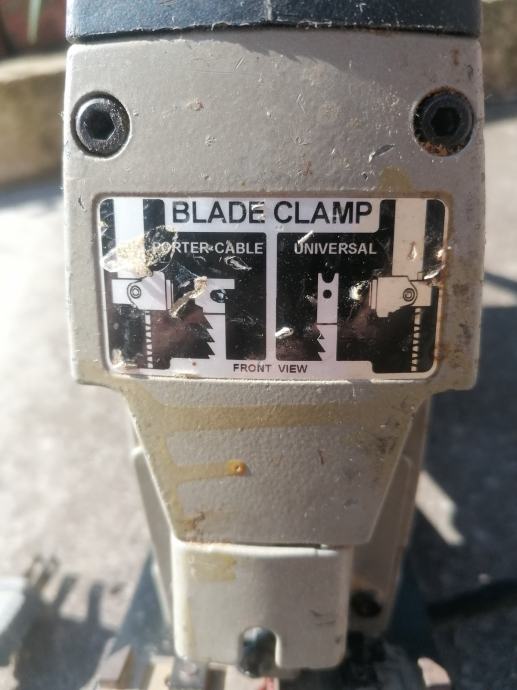 BLADE CLAMP
PORTER-CABLE
UNIVERSAL
FRONT VIEW